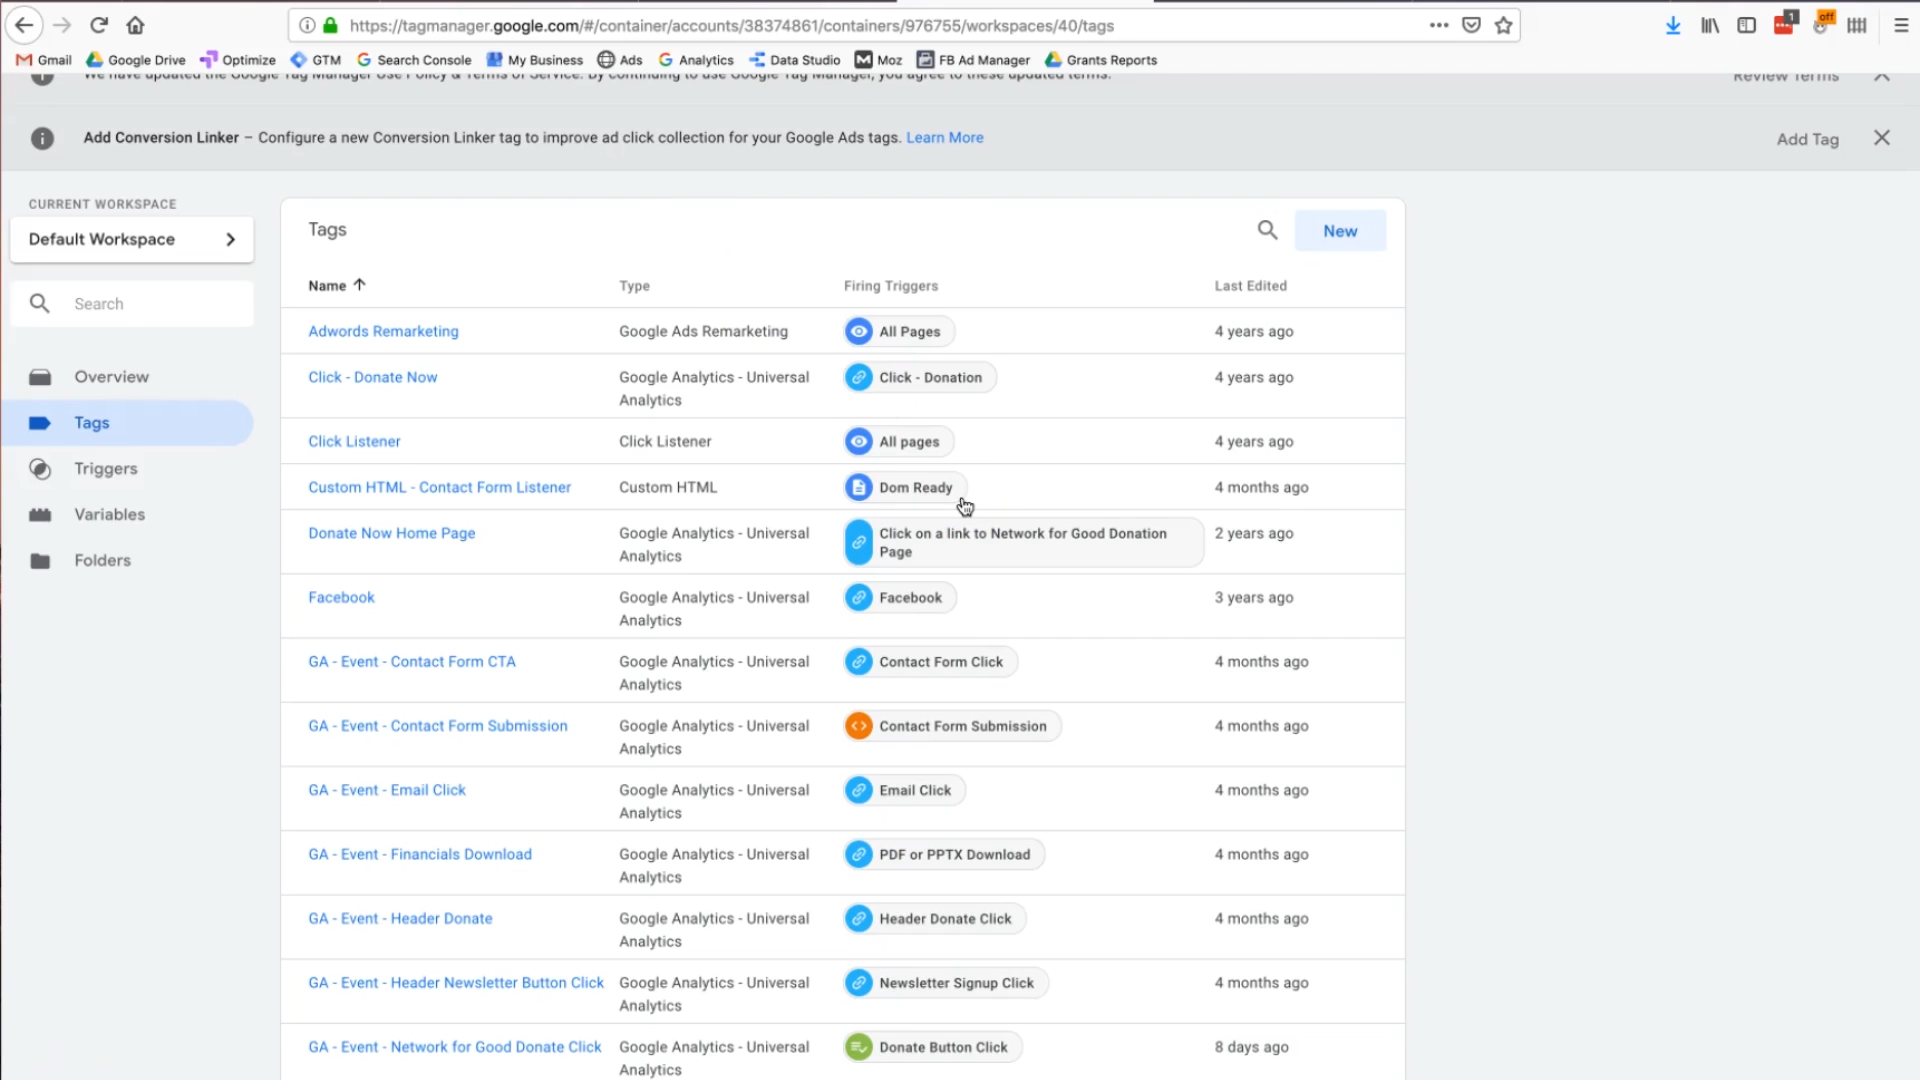 https://tagmanager.google.com/#/container/accounts/38374861/containers/976755/workspaces/40/tags
1
off
Gmail Google Drive Optimize GTM Search Console My Business Ads Analytics Data Studio Moz FB Ad Manager Grants Reports
We have updated the Google Tag Manager Use Policy & Terms of Service. By continuing to use Google Tag Manager, you agree to these updated terms. Review Terms
Add Conversion Linker – Configure a new Conversion Linker tag to improve ad click collection for your Google Ads tags. Learn More Add Tag
CURRENT WORKSPACE
Default Workspace
Search
Overview
Tags
Triggers
Variables
Folders
Tags New
Name Type Firing Triggers Last Edited
Adwords Remarketing Google Ads Remarketing All Pages 4 years ago
Click - Donate Now Google Analytics - Universal Click - Donation 4 years ago
Analytics
Click Listener Click Listener All pages 4 years ago
Custom HTML - Contact Form Listener Custom HTML Dom Ready 4 months ago
Donate Now Home Page Google Analytics - Universal Click on a link to Network for Good Donation 2 years ago
Analytics Page
Facebook Google Analytics - Universal Facebook 3 years ago
Analytics
GA - Event - Contact Form CTA Google Analytics - Universal Contact Form Click 4 months ago
Analytics
GA - Event - Contact Form Submission Google Analytics - Universal Contact Form Submission 4 months ago
Analytics
GA - Event - Email Click Google Analytics - Universal Email Click 4 months ago
Analytics
GA - Event - Financials Download Google Analytics - Universal PDF or PPTX Download 4 months ago
Analytics
GA - Event - Header Donate Google Analytics - Universal Header Donate Click 4 months ago
Analytics
GA - Event - Header Newsletter Button Click Google Analytics - Universal Newsletter Signup Click 4 months ago
Analytics
GA - Event - Network for Good Donate Click Google Analytics - Universal Donate Button Click 8 days ago
Analytics